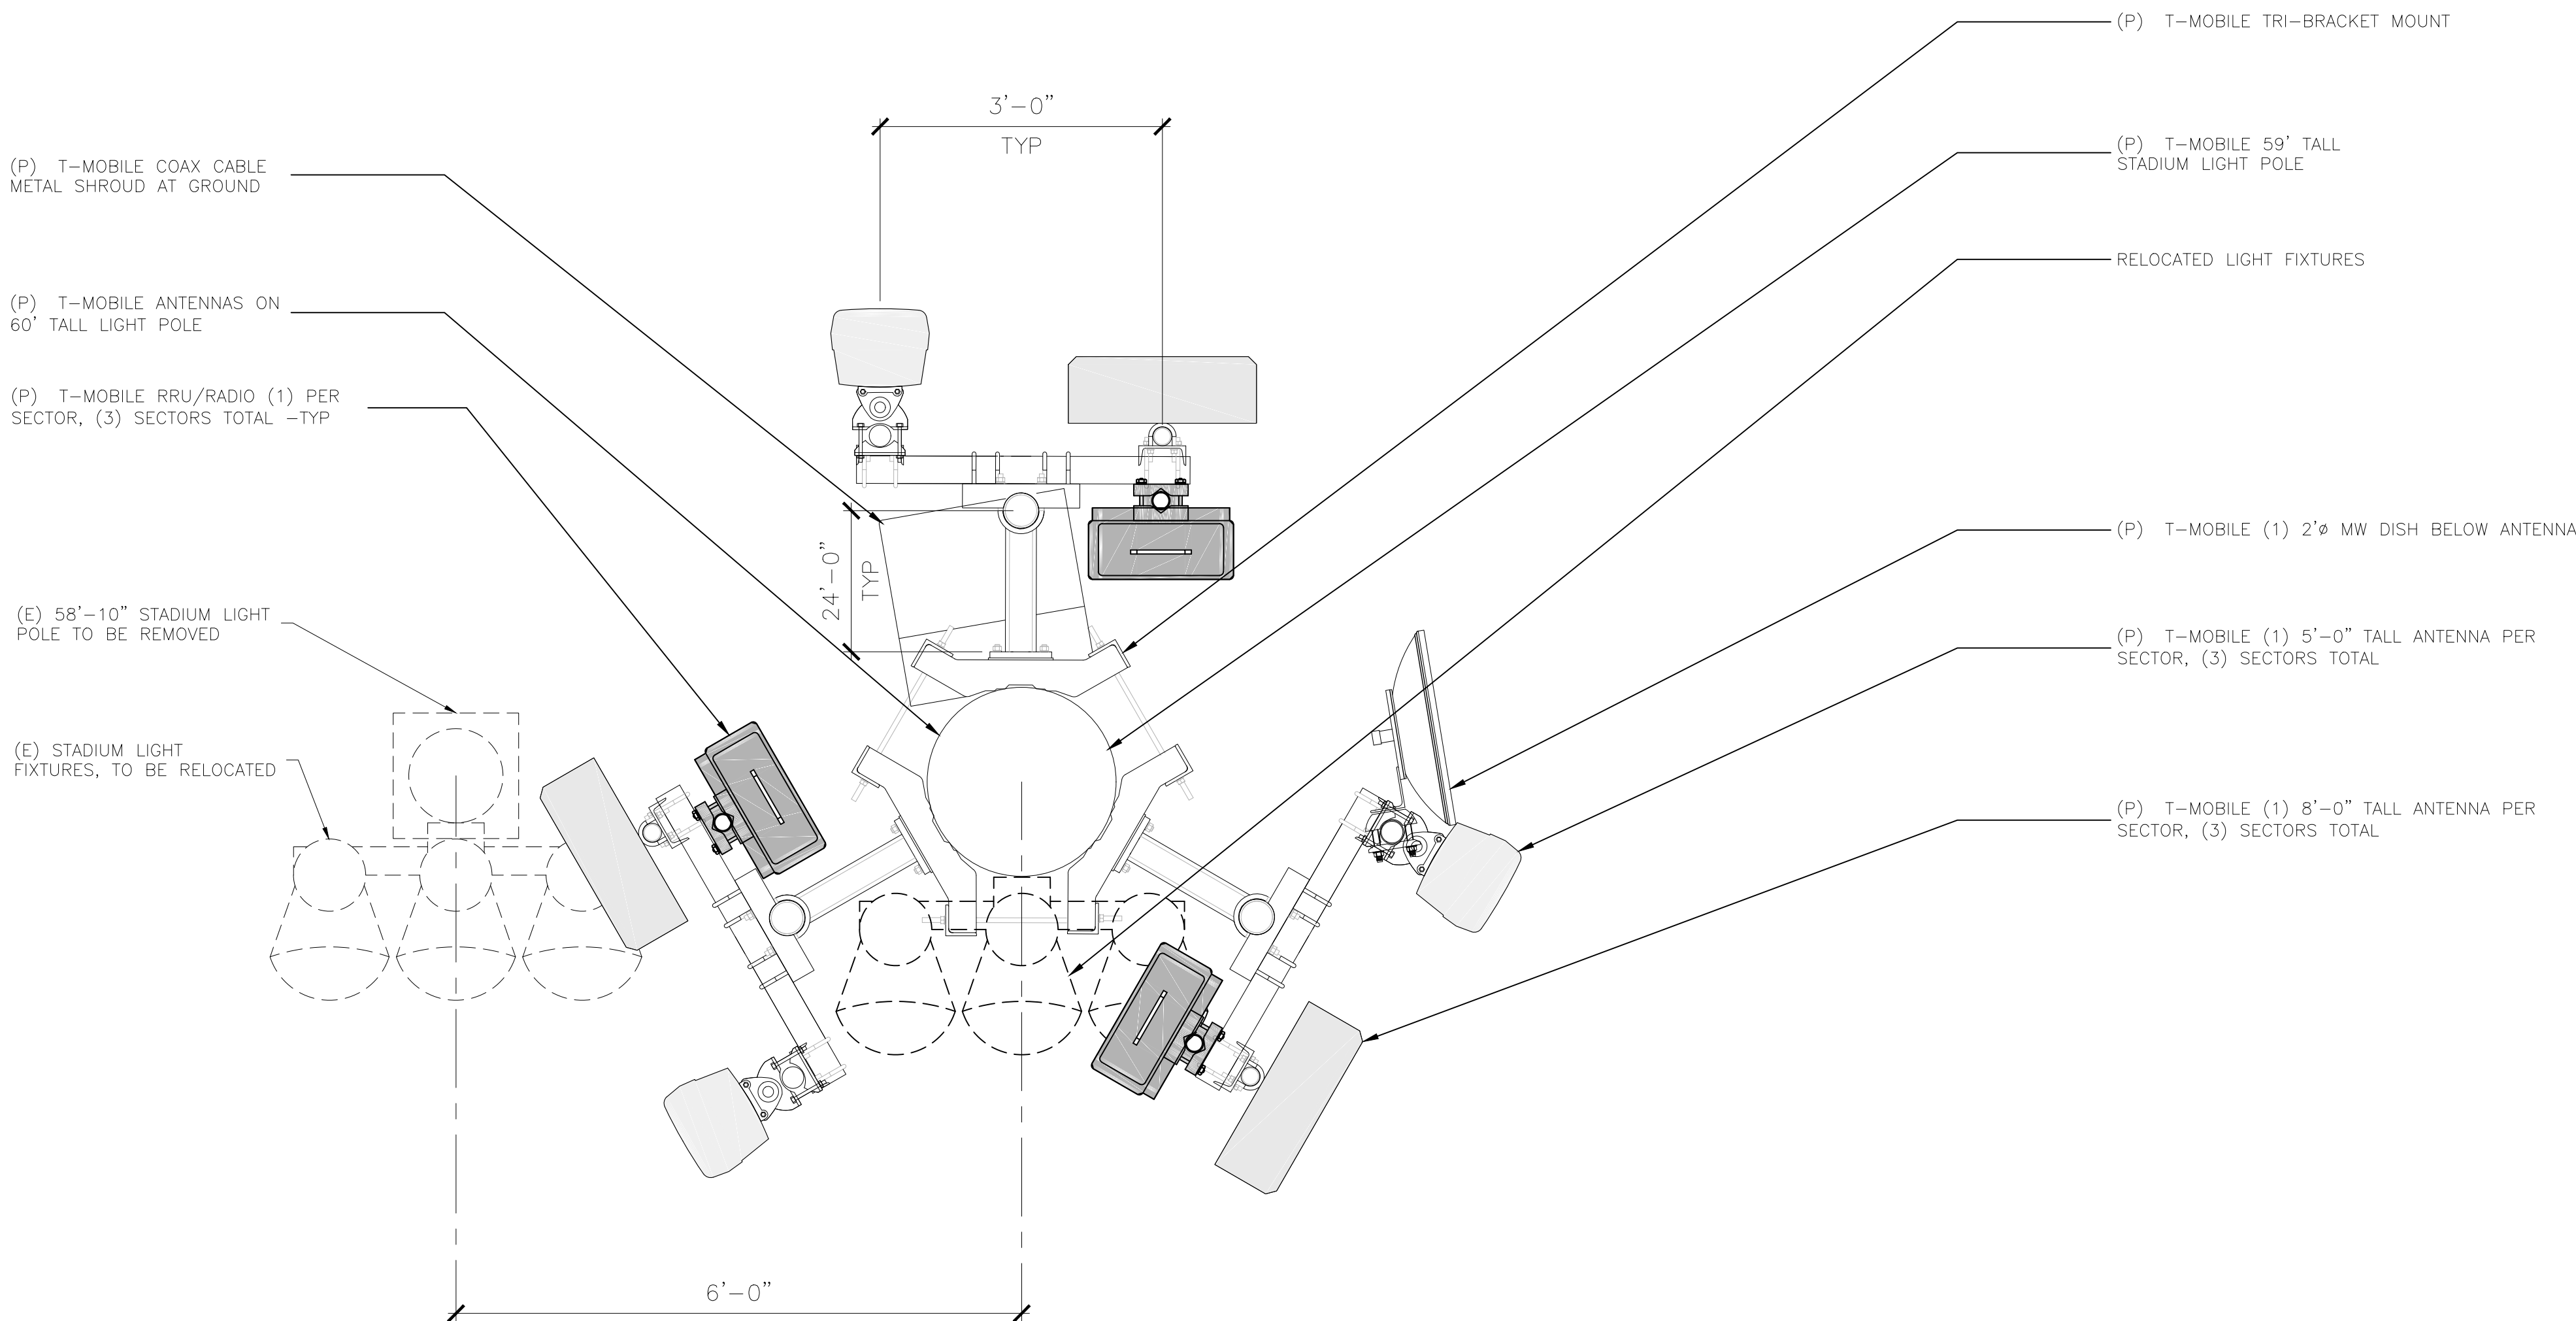 (P) T-MOBILE TRI-BRACKET MOUNT
3'-0"
TYP
(P) T-MOBILE 59' TALL
STADIUM LIGHT POLE
(P) T-MOBILE COAX CABLE
METAL SHROUD AT GROUND
RELOCATED LIGHT FIXTURES
(P) T-MOBILE ANTENNAS ON
60' TALL LIGHT POLE
(P) T-MOBILE RRU/RADIO (1) PER
SECTOR, (3) SECTORS TOTAL -TYP
(P) T-MOBILE (1) 2'ø MW DISH BELOW ANTENNA
24'-0"
TYP
(E) 58'-10" STADIUM LIGHT
POLE TO BE REMOVED
(P) T-MOBILE (1) 5'-0" TALL ANTENNA PER
SECTOR, (3) SECTORS TOTAL
(E) STADIUM LIGHT
FIXTURES, TO BE RELOCATED
(P) T-MOBILE (1) 8'-0" TALL ANTENNA PER
SECTOR, (3) SECTORS TOTAL
6'-0"